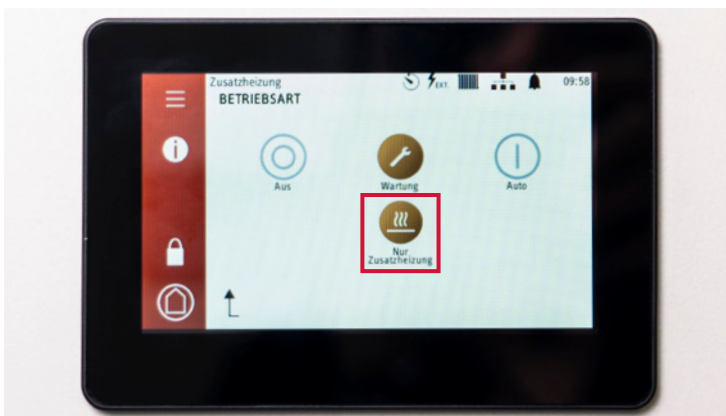 Zusatzheizung
BETRIEBSART
EXT.
09:58
Aus
Wartung
Auto
Nur
Zusatzheizung